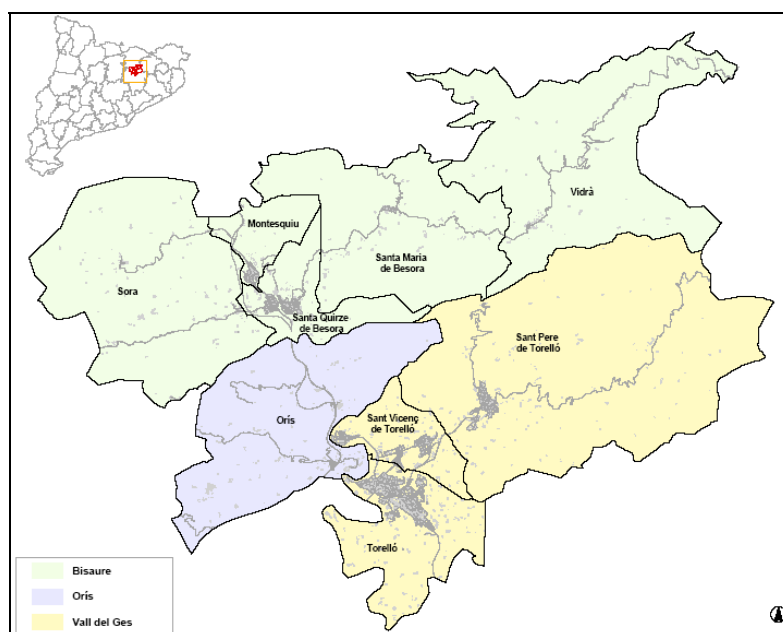 Vidrà
Montesquiu
Santa Maria
de Besora
Sora
Santa Quirze
de Besora
Sant Pere
de Torelló
Orís
Sant Vicenç
de Torelló
Torelló
Bisaure
Orís
Vall del Ges